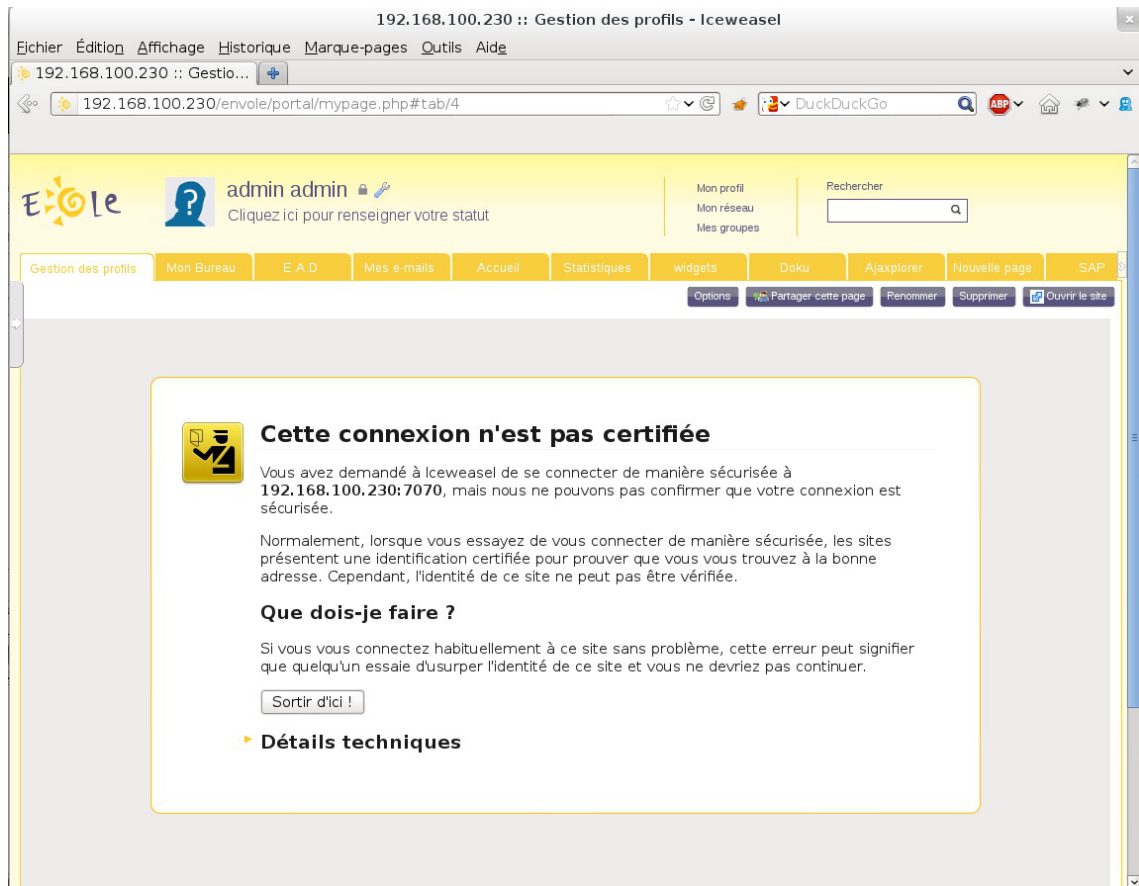 192.168.100.230 :: Gestion des profils - Iceweasel
Fichier Édition Affichage Historique Marque-pages Outils Aide
192.168.100.230 :: Gestio...
192.168.100.230/envole/portal/mypage.php#tab/4
DuckDuckGo
ABP
Eole
admin admin
Cliquez ici pour renseigner votre statut
Mon profil
Mon réseau
Mes groupes
Rechercher
Gestion des profils Mon Bureau E.A.D Mes e-mails Accueil Statistiques widgets Doku Ajaxplorer Nouvelle page SAP
Options Partager cette page Renommer Supprimer Ouvrir le site
Cette connexion n'est pas certifiée
Vous avez demandé à Iceweasel de se connecter de manière sécurisée à
192.168.100.230:7070, mais nous ne pouvons pas confirmer que votre connexion est
sécurisée.
Normalement, lorsque vous essayez de vous connecter de manière sécurisée, les sites
présentent une identification certifiée pour prouver que vous vous trouvez à la bonne
adresse. Cependant, l'identité de ce site ne peut pas être vérifiée.
Que dois-je faire ?
Si vous vous connectez habituellement à ce site sans problème, cette erreur peut signifier
que quelqu'un essaie d'usurper l'identité de ce site et vous ne devriez pas continuer.
Sortir d'ici !
Détails techniques